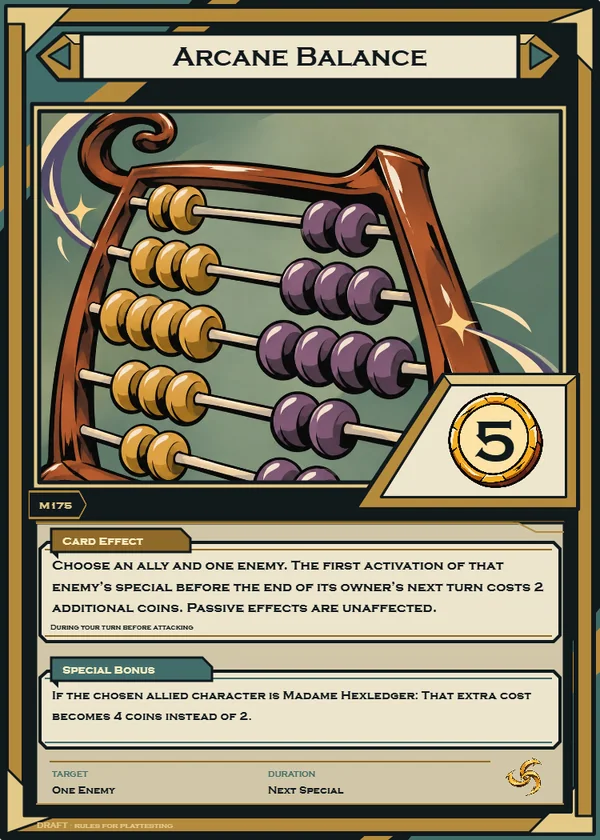 Arcane Balance
5
M175
Card Effect
Choose an ally and one enemy. The first activation of that
enemy's special before the end of its owner's next turn costs 2
additional coins. Passive effects are unaffected.
During your turn before attacking
Special Bonus
If the chosen allied character is Madame Hexledger: That extra cost
becomes 4 coins instead of 2.
Target
Duration
One Enemy
Next Special
DRAFT · Rules for playtesting